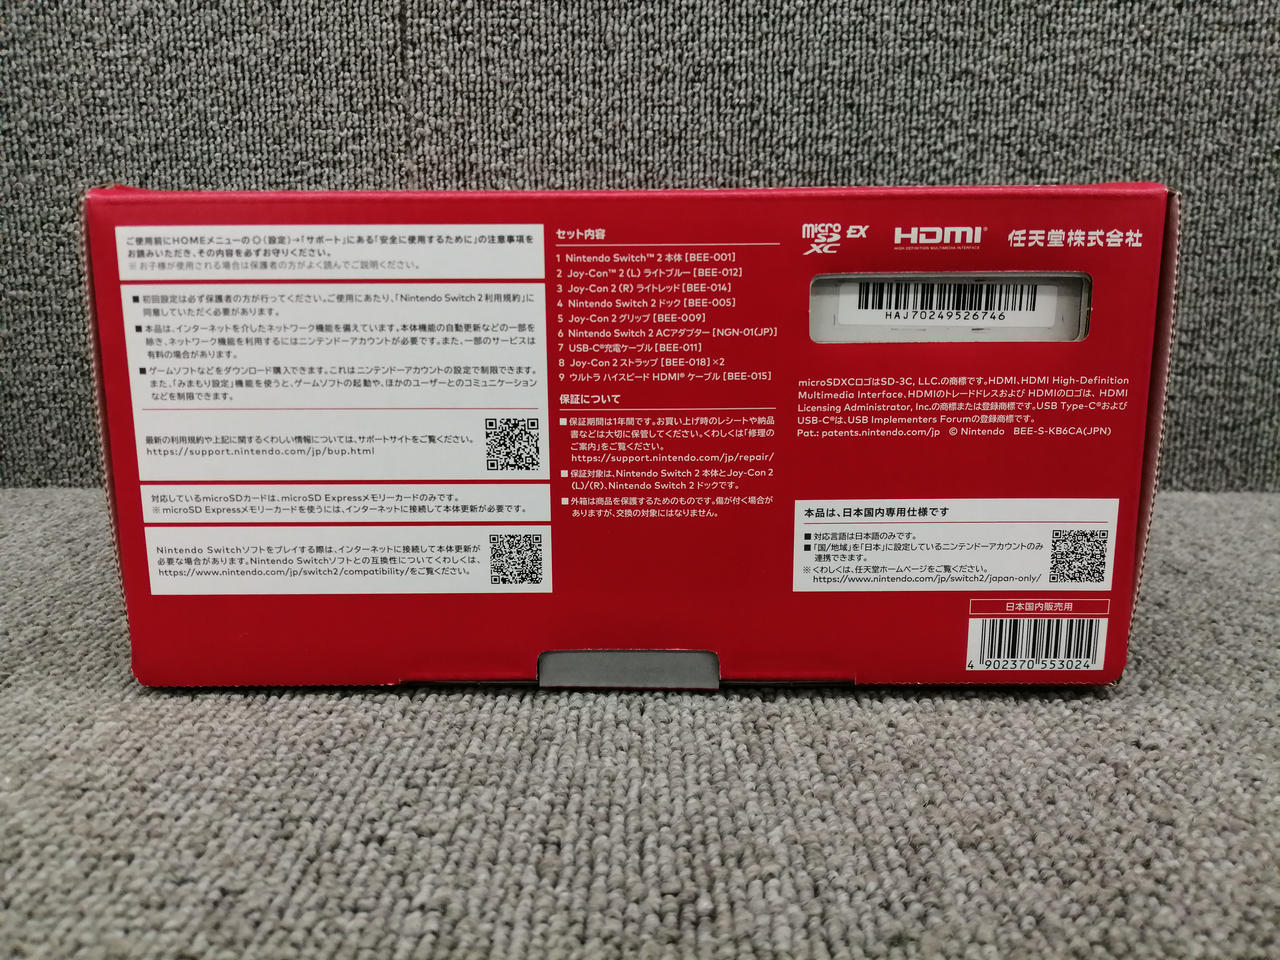 ご使用前にHOMEメニューの (設定)→「サポート」にある「安全に使用するために」の注意事項を
お読みいただき、その内容を必ずお守りください。
※お子様が使用される場合は保護者の方がよく読んでご説明ください。
■ 初回設定は必ず保護者の方が行ってください。ご使用にあたり、「Nintendo Switch 2利用規約」に
同意していただく必要があります。
■ 本品は、インターネットを介したネットワーク機能を備えています。本体機能の自動更新などの一部を
除き、ネットワーク機能を利用するにはニンテンドーアカウントが必要です。また、一部のサービスは
有料の場合があります。
■ ゲームソフトなどをダウンロード購入できます。これはニンテンドーアカウントの設定で制限できます。
また、「みまもり設定」機能を使うと、ゲームソフトの起動や、ほかのユーザーとのコミュニケーション
などを制限できます。
最新の利用規約や上記に関するくわしい情報については、サポートサイトをご覧ください。
https://support.nintendo.com/jp/bup.html
対応しているmicroSDカードは、microSD Expressメモリーカードのみです。
※ microSD Expressメモリーカードを使うには、インターネットに接続して本体更新が必要です。
Nintendo Switchソフトをプレイする際は、インターネットに接続して本体更新が
必要な場合があります。Nintendo Switchソフトとの互換性についてくわしくは、
https://www.nintendo.com/jp/switch2/compatibility/をご覧ください。
セット内容
1 Nintendo Switch™ 2 本体 [BEE-001]
2 Joy-Con™ 2 (L) ライトブルー [BEE-012]
3 Joy-Con 2 (R) ライトレッド [BEE-014]
4 Nintendo Switch 2 ドック [BEE-005]
5 Joy-Con 2 グリップ [BEE-009]
6 Nintendo Switch 2 ACアダプター [NGN-01(JP)]
7 USB-C®充電ケーブル [BEE-011]
8 Joy-Con 2 ストラップ [BEE-018] ×2
9 ウルトラ ハイスピード HDMI® ケーブル [BEE-015]
保証について
■ 保証期間は1年間です。お買い上げ時のレシートや納品
書などは大切に保管してください。くわしくは「修理の
ご案内」をご覧ください。
https://support.nintendo.com/jp/repair/
■ 保証対象は、Nintendo Switch 2 本体とJoy-Con 2
(L)/(R)、Nintendo Switch 2 ドックです。
■ 外箱は商品を保護するためのものです。傷が付く場合が
ありますが、交換の対象にはなりません。
micro SD XC EX
HDMI®
HIGH-DEFINITION MULTIMEDIA INTERFACE
任天堂株式会社
HAJ70249526746
microSDXCロゴはSD-3C, LLC.の商標です。HDMI、HDMI High-Definition
Multimedia Interface、HDMIのトレードドレスおよび HDMIのロゴは、HDMI
Licensing Administrator, Inc.の商標または登録商標です。USB Type-C®および
USB-C®は、USB Implementers Forumの登録商標です。
Pat.: patents.nintendo.com/jp © Nintendo BEE-S-KB6CA(JPN)
本品は、日本国内専用仕様です
■ 対応言語は日本語のみです。
■ 「国/地域」を「日本」に設定しているニンテンドーアカウントのみ
連携できます。
※ くわしくは、任天堂ホームページをご覧ください。
https://www.nintendo.com/jp/switch2/japan-only/
日本国内販売用
4 902370 553024